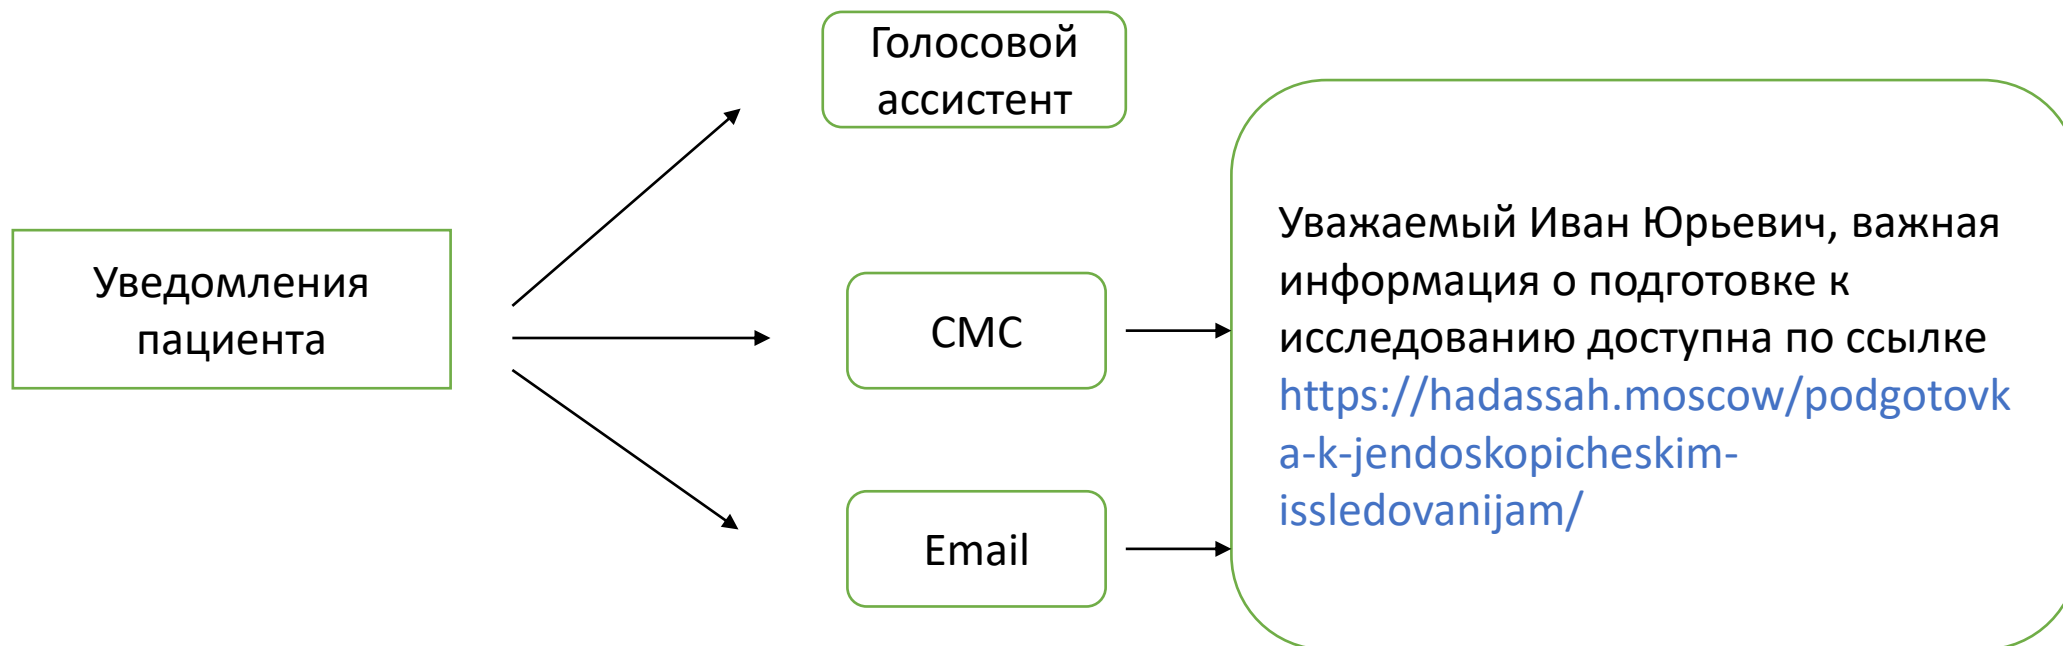 Голосовой
ассистент
Уведомления
пациента
СМС
Email
Уважаемый Иван Юрьевич, важная
информация о подготовке к
исследованию доступна по ссылке
https://hadassah.moscow/podgotovk
a-k-jendoskopicheskim-
issledovanijam/